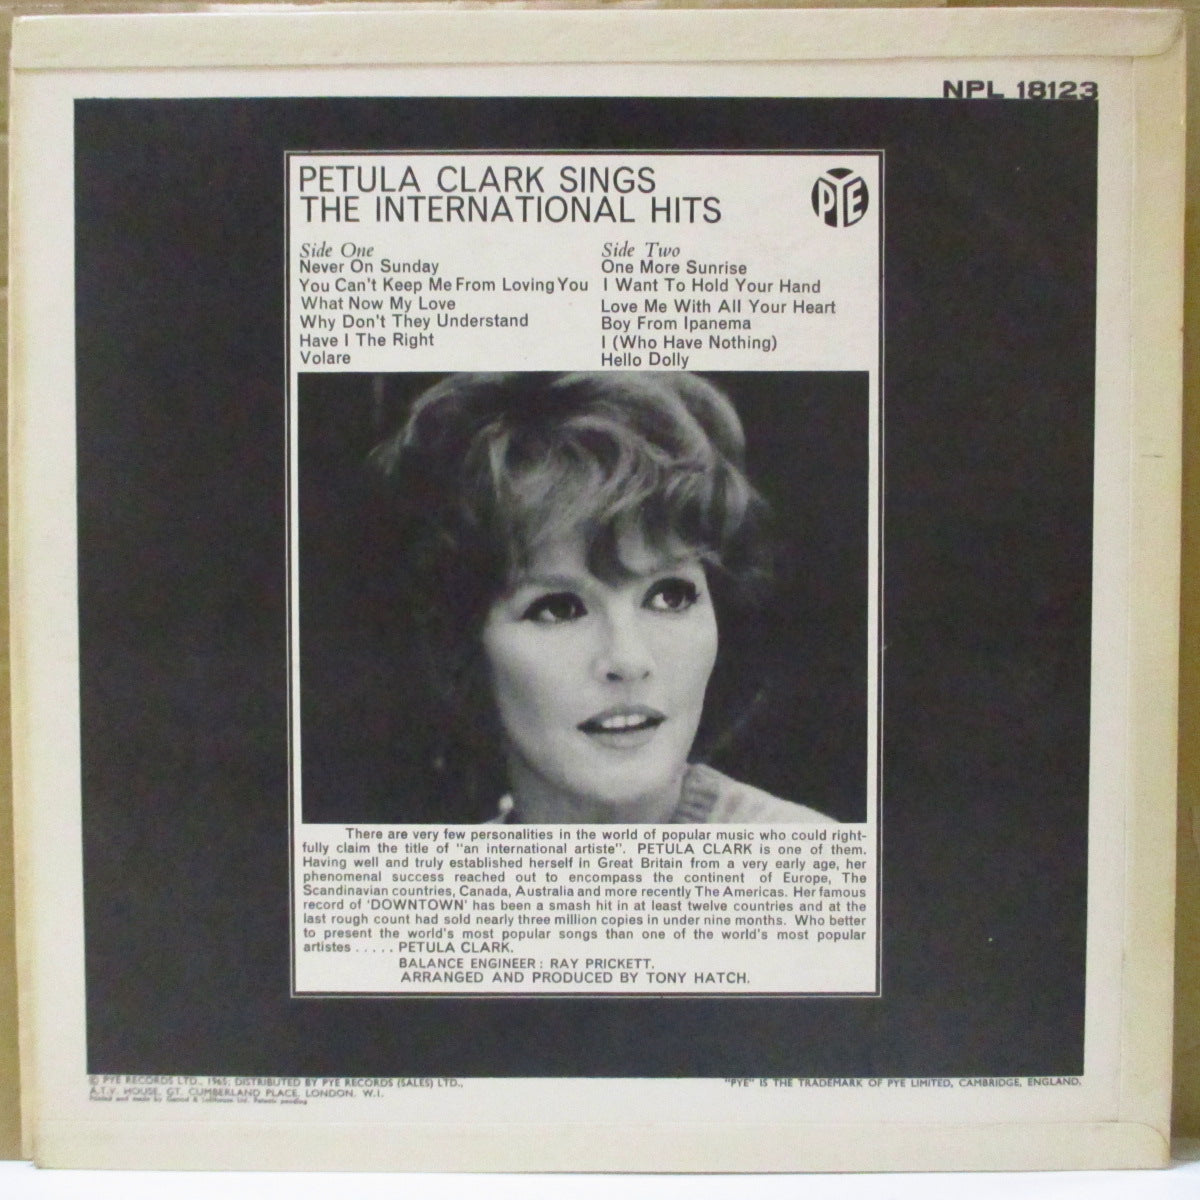 NPL 18123
PETULA CLARK SINGS
THE INTERNATIONAL HITS
PYE
Side One
Never On Sunday
You Can't Keep Me From Loving You
What Now My Love
Why Don't They Understand
Have I The Right
Volare
Side Two
One More Sunrise
I Want To Hold Your Hand
Love Me With All Your Heart
Boy From Ipanema
I (Who Have Nothing)
Hello Dolly
There are very few personalities in the world of popular music who could right-
fully claim the title of "an international artiste". PETULA CLARK is one of them.
Having well and truly established herself in Great Britain from a very early age, her
phenomenal success reached out to encompass the continent of Europe, The
Scandinavian countries, Canada, Australia and more recently The Americas. Her famous
record of 'DOWNTOWN' has been a smash hit in at least twelve countries and at the
last rough count had sold nearly three million copies in under nine months. Who better
to present the world's most popular songs than one of the world's most popular
artistes ..... PETULA CLARK.
BALANCE ENGINEER: RAY PRICKETT.
ARRANGED AND PRODUCED BY TONY HATCH.
© PYE RECORDS LTD., 1965; DISTRIBUTED BY PYE RECORDS (SALES) LTD.,
A.T.V. HOUSE, GT. CUMBERLAND PLACE, LONDON. W.1.
Printed and made by Garrod & Lofthouse Ltd. Patents pending
"PYE" IS THE TRADEMARK OF PYE LIMITED, CAMBRIDGE, ENGLAND.